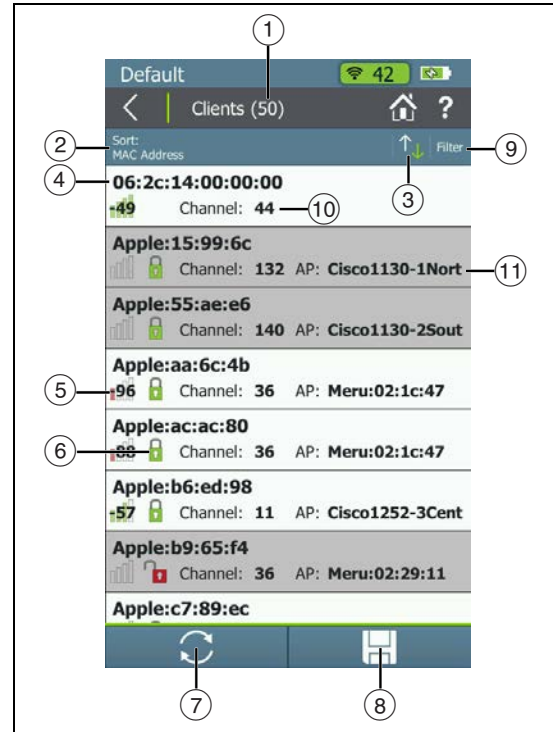 1
Default 42
Clients (50) ?
2 Sort: Filter 9
MAC Address
4 06:2c:14:00:00:00 3
-49 Channel: 44 10
Apple:15:99:6c
Channel: 132 AP: Cisco1130-1Nort 11
Apple:55:ae:e6
Channel: 140 AP: Cisco1130-2Sout
Apple:aa:6c:4b
5 -96 Channel: 36 AP: Meru:02:1c:47
Apple:ac:ac:80
6 -88 Channel: 36 AP: Meru:02:1c:47
Apple:b6:ed:98
-57 Channel: 11 AP: Cisco1252-3Cent
Apple:b9:65:f4
Channel: 36 AP: Meru:02:29:11
Apple:c7:89:ec
7 8